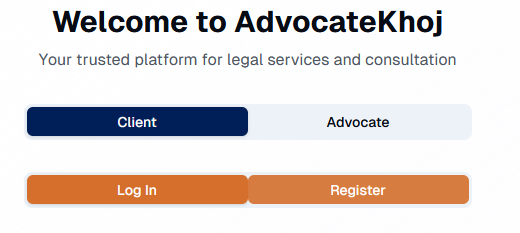 Welcome to AdvocateKhoj
Your trusted platform for legal services and consultation
Client Advocate
Log In Register